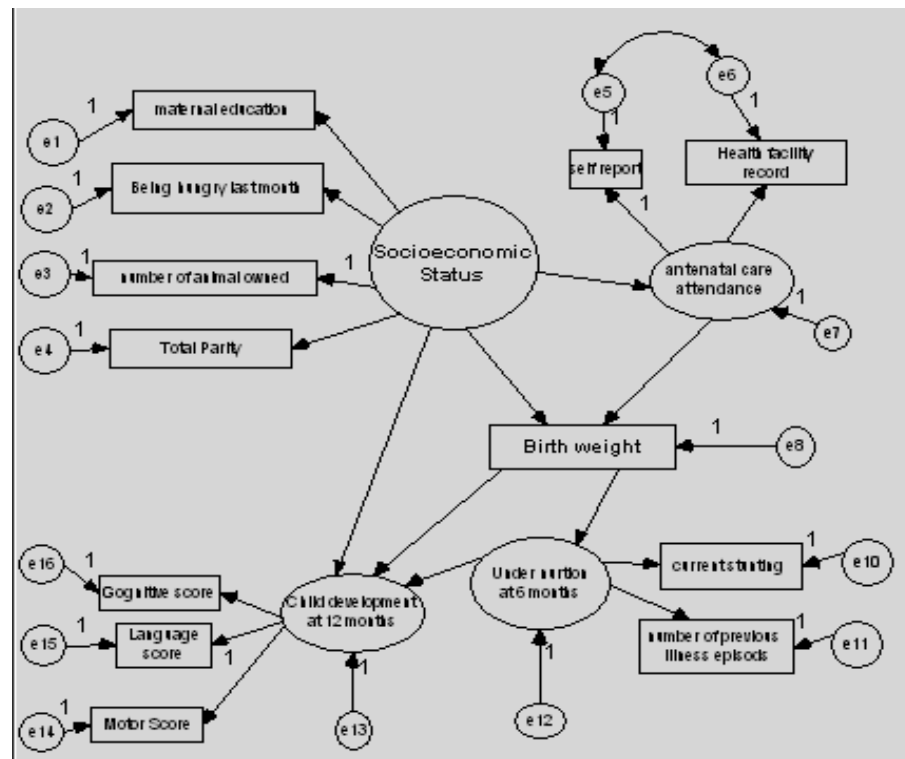 e5
e6
1
maternal education
1
1
e1
self report
Health facility
record
1
Being hungry last month
e2
1
Socioeconomic
Status
antenatal care
attendance
1
1
number of animal owned
e3
1
e7
1
Total Parity
e4
Birth weight
1
e8
e16
1
Gognitive score
Child development
at 12 months
Under nurtion
at 6 months
current stunting
1
e10
1
Language
score
e15
1
number of previous
illness episods
1
e11
1
Motor Score
e14
1
e13
1
e12